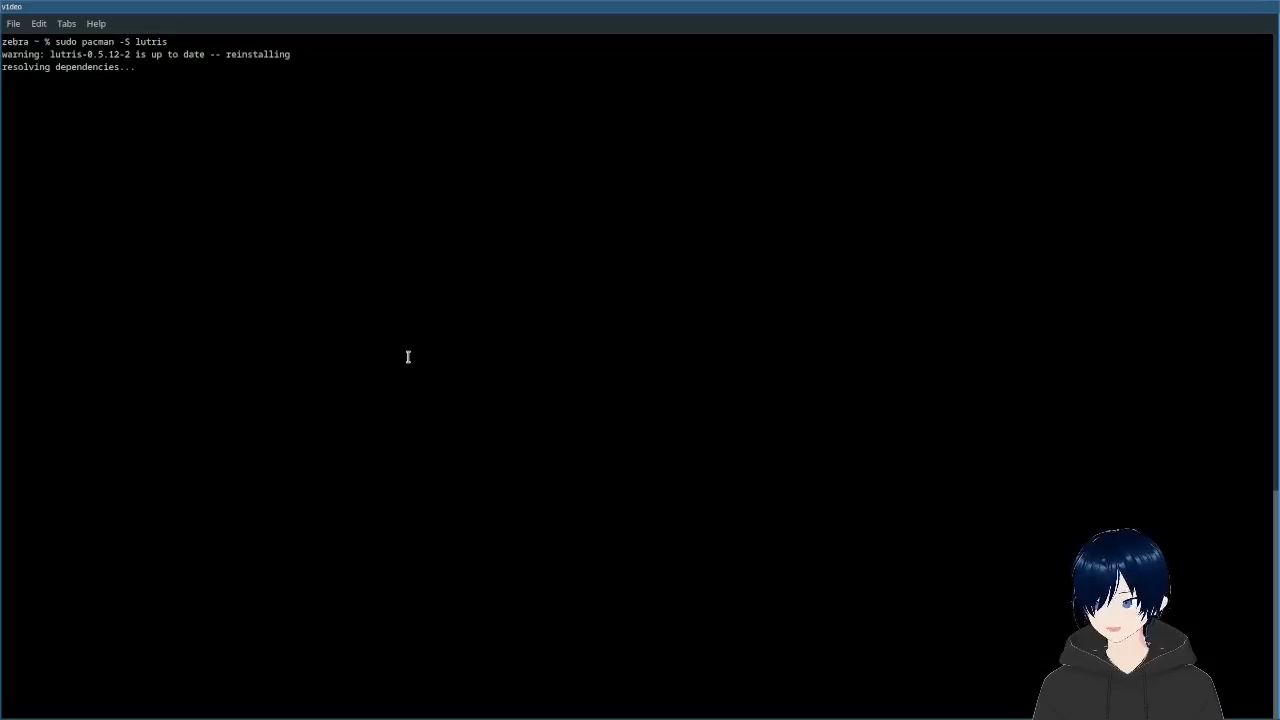 video
File Edit Tabs Help
zebra ~ % sudo pacman -S lutris
warning: lutris-0.5.12-2 is up to date -- reinstalling
resolving dependencies...